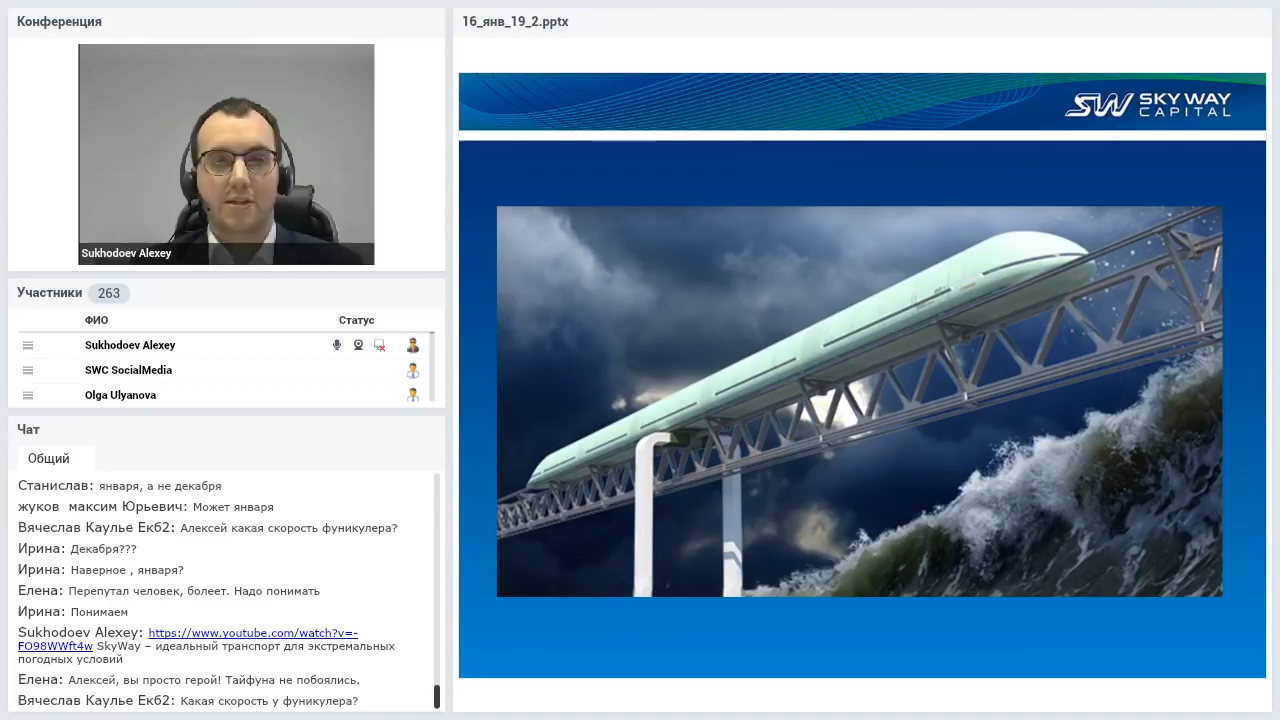 Конференция
Sukhodoev Alexey
Участники 263
ФИО Статус
Sukhodoev Alexey
SWC SocialMedia
Olga Ulyanova
Чат
Общий
Станислав: января, а не декабря
жуков максим Юрьевич: Может января
Вячеслав Каулье Екб2: Алексей какая скорость фуникулера?
Ирина: Декабря???
Ирина: Наверное , января?
Елена: Перепутал человек, болеет. Надо понимать
Ирина: Понимаем
Sukhodoev Alexey: https://www.youtube.com/watch?v=-
FO98WWft4w SkyWay – идеальный транспорт для экстремальных
погодных условий
Елена: Алексей, вы просто герой! Тайфуна не побоялись.
Вячеслав Каулье Екб2: Какая скорость у фуникулера?
16_янв_19_2.pptx
SW SKY WAY
CAPITAL